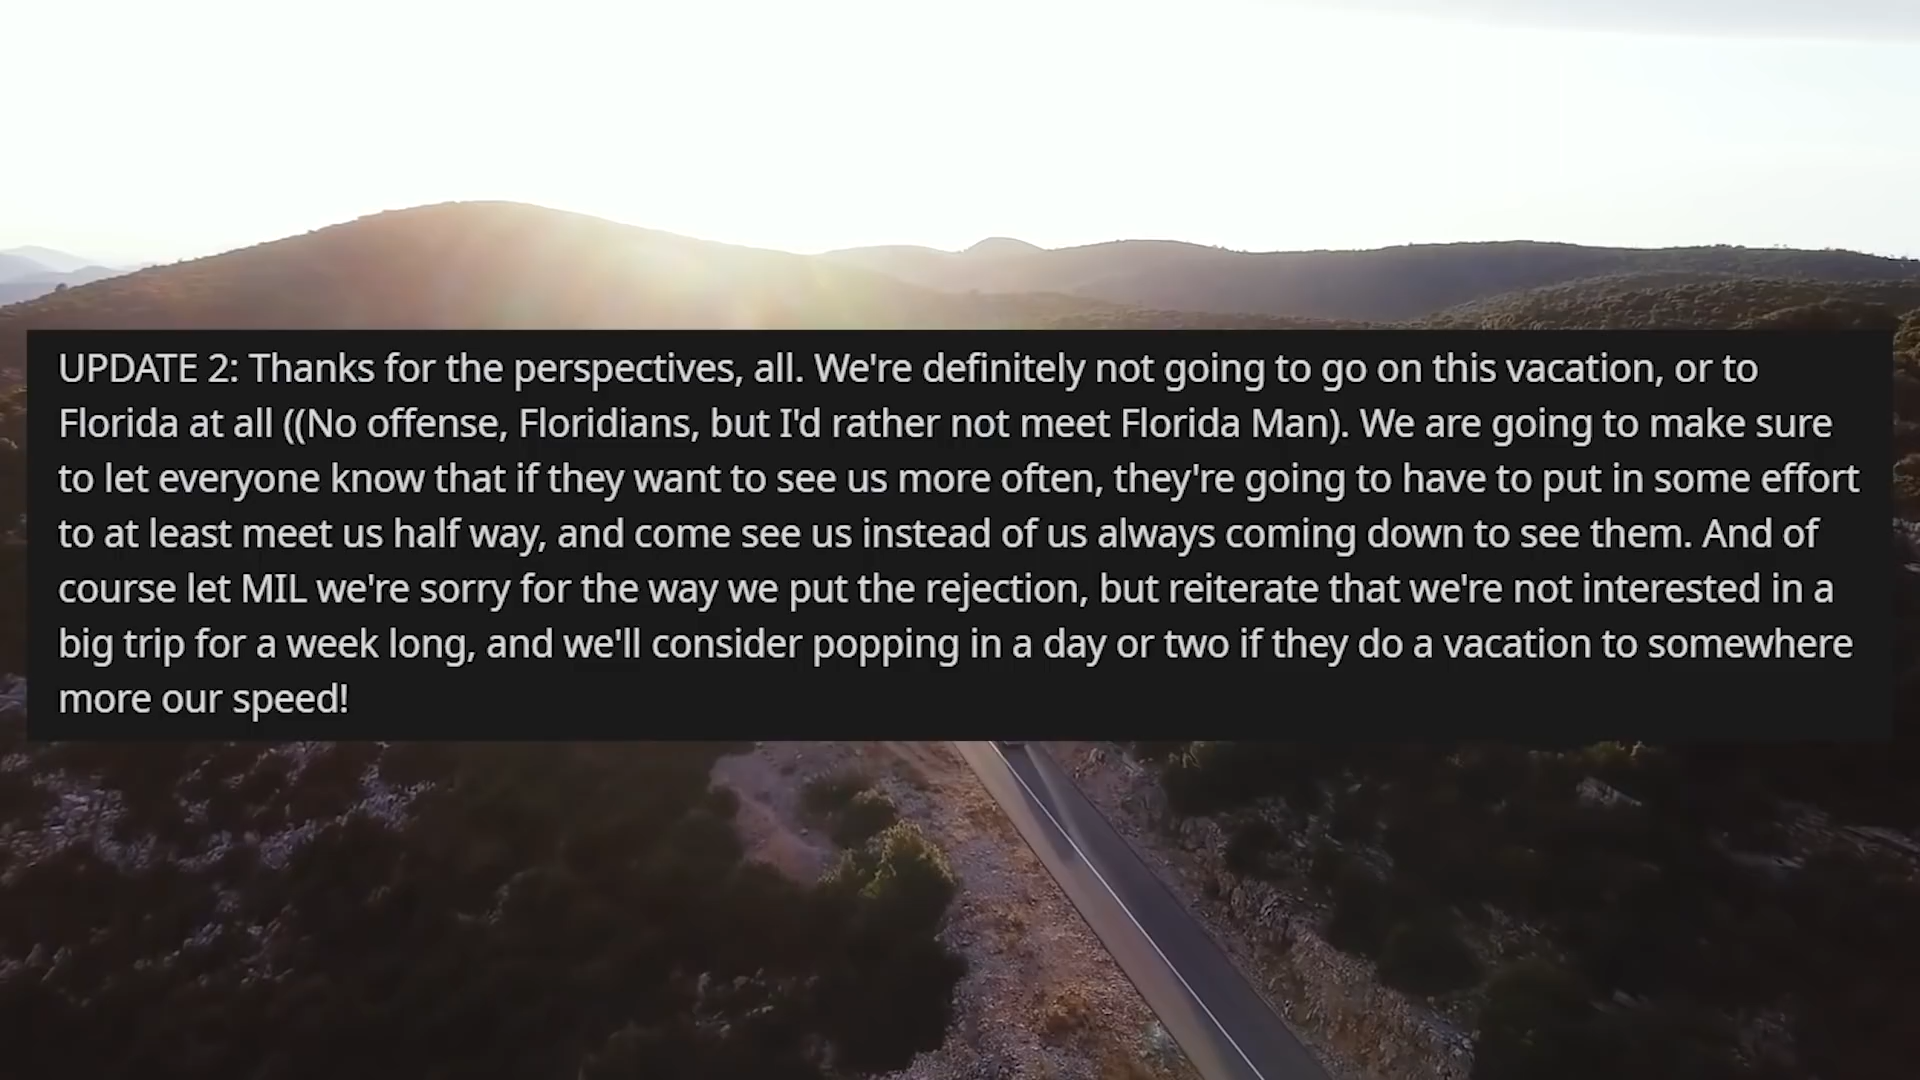 UPDATE 2: Thanks for the perspectives, all. We're definitely not going to go on this vacation, or to
Florida at all ((No offense, Floridians, but I'd rather not meet Florida Man). We are going to make sure
to let everyone know that if they want to see us more often, they're going to have to put in some effort
to at least meet us half way, and come see us instead of us always coming down to see them. And of
course let MIL we're sorry for the way we put the rejection, but reiterate that we're not interested in a
big trip for a week long, and we'll consider popping in a day or two if they do a vacation to somewhere
more our speed!